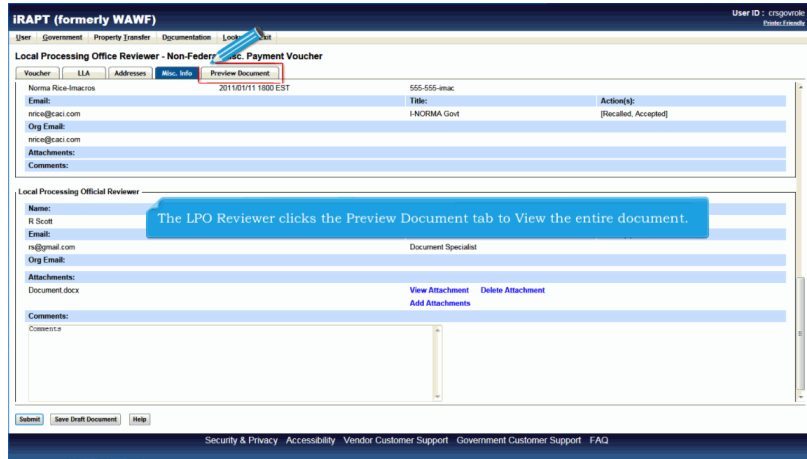 iRAPT (formerly WAWF)
User ID : crsgovrole
Printer Friendly
User Government Property Transfer Documentation Exit
Local Processing Office Reviewer - Non-Federal Misc. Payment Voucher
Voucher LLA Addresses Misc. Info Preview Document
Norma Rice-Imacros 2011/01/11 1800 EST 555-555-imac
Email: Title: Action(s):
nrice@caci.com I-NORMA Govt [Recalled, Accepted]
Org Email:
nrice@caci.com
Attachments:
Comments:
Local Processing Official Reviewer
Name:
The LPO Reviewer clicks the Preview Document tab to View the entire document.
R Scott
Email:
rs@gmail.com Document Specialist
Org Email:
Attachments:
Document.docx View Attachment Delete Attachment
Add Attachments
Comments:
Comments
Submit Save Draft Document Help
Security & Privacy Accessibility Vendor Customer Support Government Customer Support FAQ